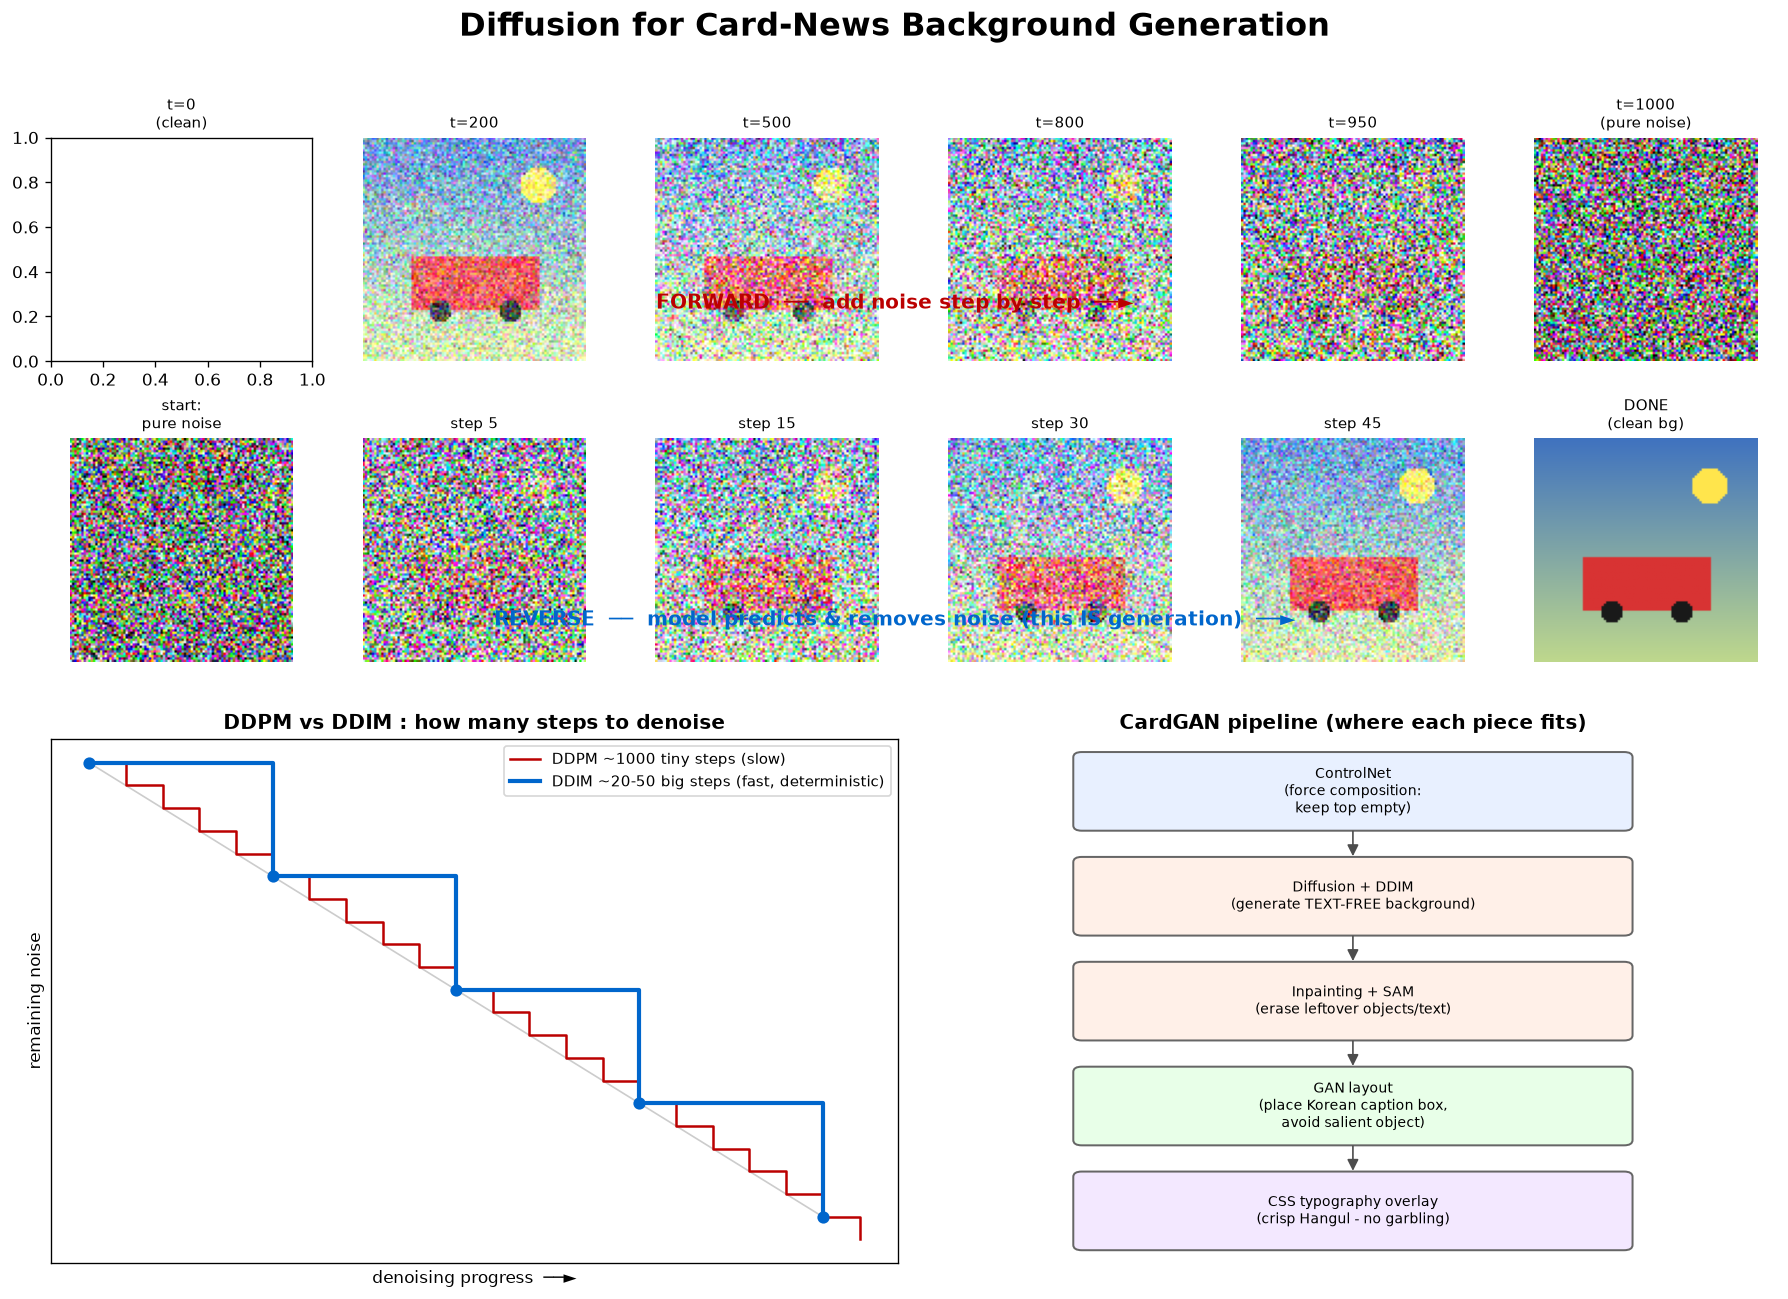 Diffusion for Card-News Background Generation
t=0
(clean)
t=200
t=500
t=800
t=950
t=1000
(pure noise)
1.0
0.8
0.6
0.4
0.2
0.0
0.0 0.2 0.4 0.6 0.8 1.0
FORWARD — add noise step by step →
start:
pure noise
step 5
step 15
step 30
step 45
DONE
(clean bg)
REVERSE — model predicts & removes noise (this IS generation) →
DDPM vs DDIM : how many steps to denoise
DDPM ~1000 tiny steps (slow)
DDIM ~20-50 big steps (fast, deterministic)
remaining noise
denoising progress →
CardGAN pipeline (where each piece fits)
ControlNet
(force composition:
keep top empty)
Diffusion + DDIM
(generate TEXT-FREE background)
Inpainting + SAM
(erase leftover objects/text)
GAN layout
(place Korean caption box,
avoid salient object)
CSS typography overlay
(crisp Hangul - no garbling)